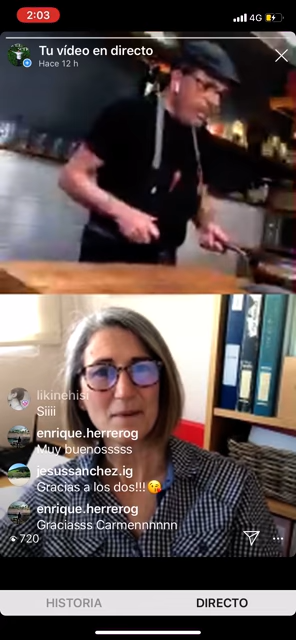 2:03
4G
Tu vídeo en directo
Hace 12 h
likinehisi
Siiii
enrique.herrerog
Muy buenosssss
jesussanchez.ig
Gracias a los dos!!!😘
enrique.herrerog
Graciasss Carmennnnnn
720
HISTORIA
DIRECTO